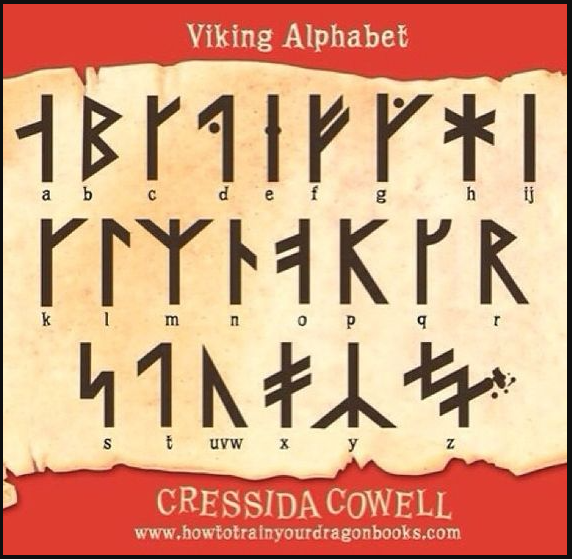 Viking Alphabet
ᛆ ᛒ ᚴ ᛑ ᛂ ᚠ ᚵ ᚼ ᛁ
a b c d e f g h ij
ᚴ ᛚ ᛘ ᚿ ᚮ ᚱ
k l m n o p q r
ᛋ ᛐ ᚢ ᛦ
s t uvw x y z
CRESSIDA COWELL
www.howtotrainyourdragonbooks.com